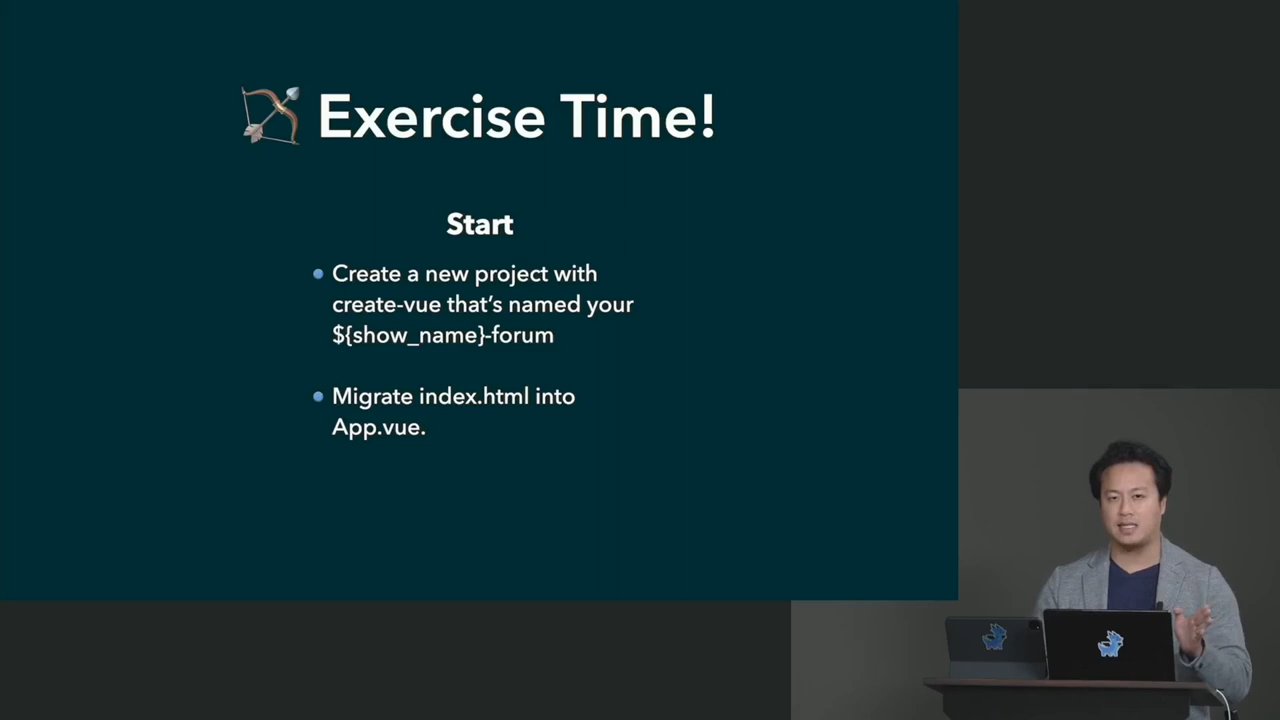 Exercise Time!
Start
Create a new project with
create-vue that's named your
${show_name}-forum
Migrate index.html into
App.vue.